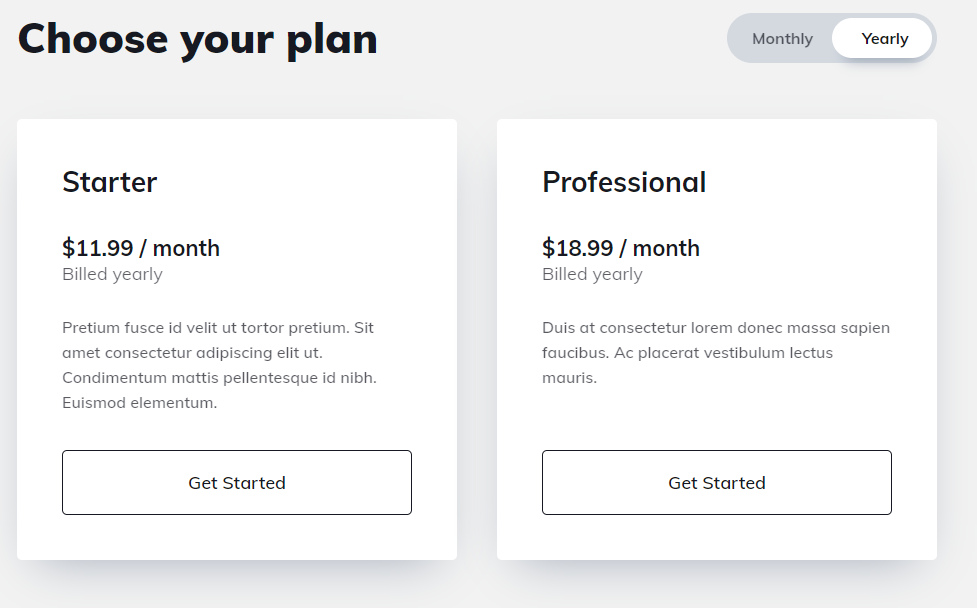 Choose your plan
Monthly
Yearly
Starter
$11.99 / month
Billed yearly
Pretium fusce id velit ut tortor pretium. Sit
amet consectetur adipiscing elit ut.
Condimentum mattis pellentesque id nibh.
Euismod elementum.
Get Started
Professional
$18.99 / month
Billed yearly
Duis at consectetur lorem donec massa sapien
faucibus. Ac placerat vestibulum lectus
mauris.
Get Started